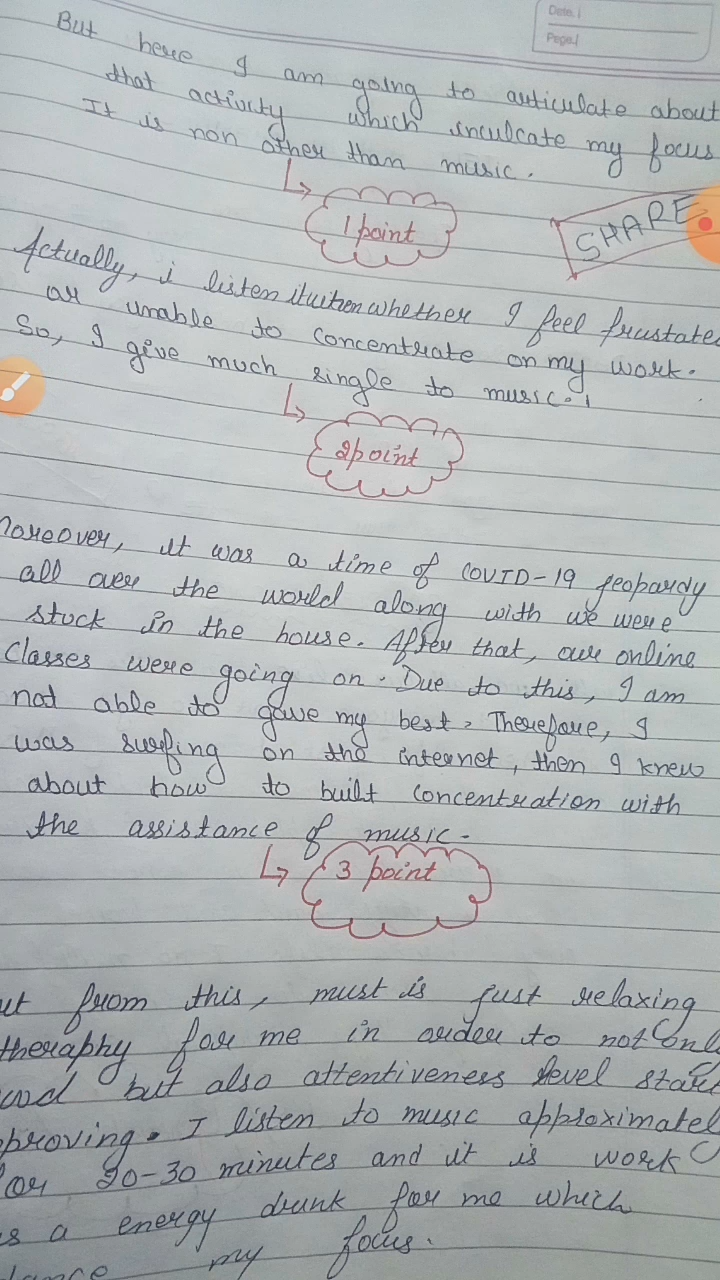 Date.
Page.
But here I am going to articulate about
that activity which inculcate my focus
It is non other than music.
1 point
SHARE
Actually, i listen whether I feel frustate
or unable to concentrate on my work.
So, I give much single to music.
2 point
Moreover, it was a time of COVID-19 jeopardy
all over the world along with we were
stuck in the house. After that, our online
Classes were going on. Due to this, I am
not able to gave my best. Therefore, I
was surfing on the internet, then I knew
about how to built concentration with
the assistance of music.
3 point
ut from this, must is just relaxing
theraphy for me in order to not onl
but also attentiveness level star
proving. I listen to music approximatel
for 20-30 minutes and it is work
s a energy drunk for me which
my focus.